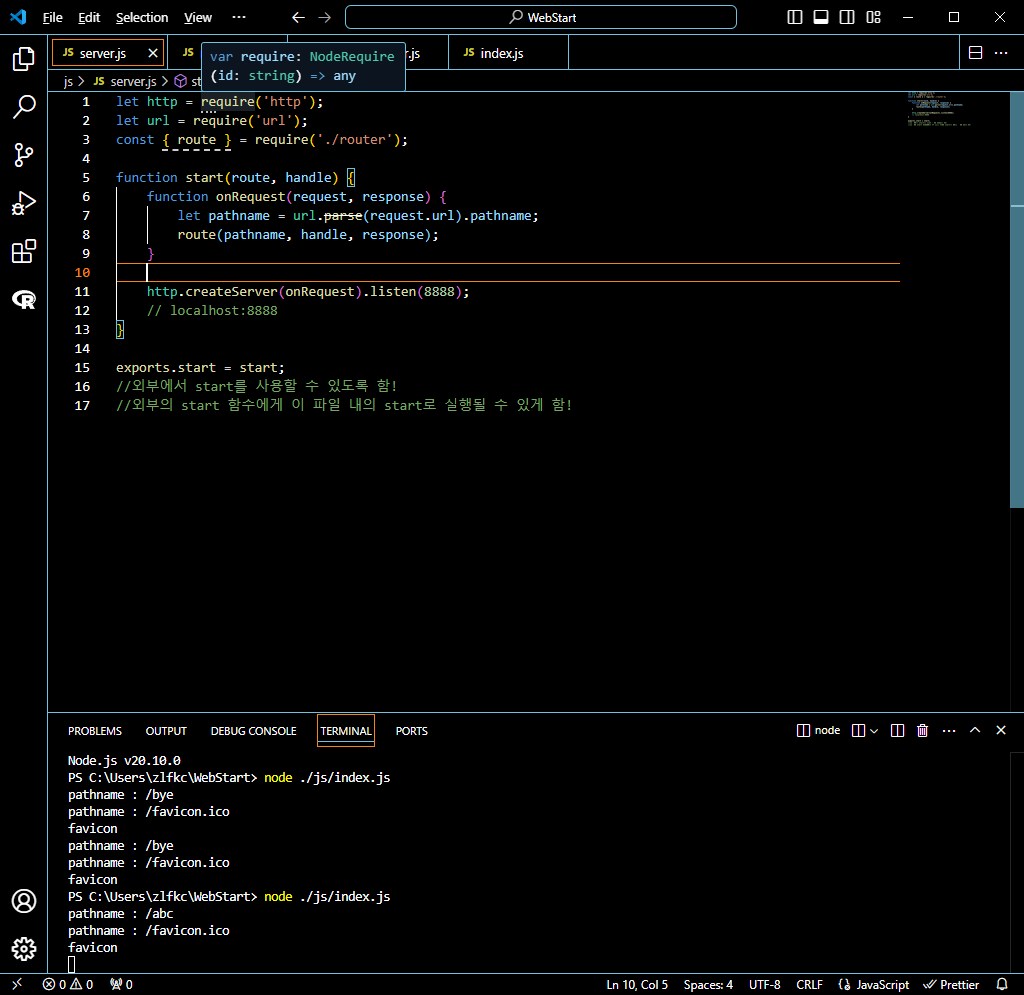 File Edit Selection View ··· WebStart
JS server.js JS r.js JS index.js
var require: NodeRequire
(id: string) => any
js > JS server.js > st
1 let http = require('http');
2 let url = require('url');
3 const { route } = require('./router');
4
5 function start(route, handle) {
6 function onRequest(request, response) {
7 let pathname = url.parse(request.url).pathname;
8 route(pathname, handle, response);
9 }
10
11 http.createServer(onRequest).listen(8888);
12 // localhost:8888
13 }
14
15 exports.start = start;
16 //외부에서 start를 사용할 수 있도록 함!
17 //외부의 start 함수에게 이 파일 내의 start로 실행될 수 있게 함!
PROBLEMS OUTPUT DEBUG CONSOLE TERMINAL PORTS node
Node.js v20.10.0
PS C:\Users\zlfkc\WebStart> node ./js/index.js
pathname : /bye
pathname : /favicon.ico
favicon
pathname : /bye
pathname : /favicon.ico
favicon
PS C:\Users\zlfkc\WebStart> node ./js/index.js
pathname : /abc
pathname : /favicon.ico
favicon
0 0 0 Ln 10, Col 5 Spaces: 4 UTF-8 CRLF JavaScript Prettier